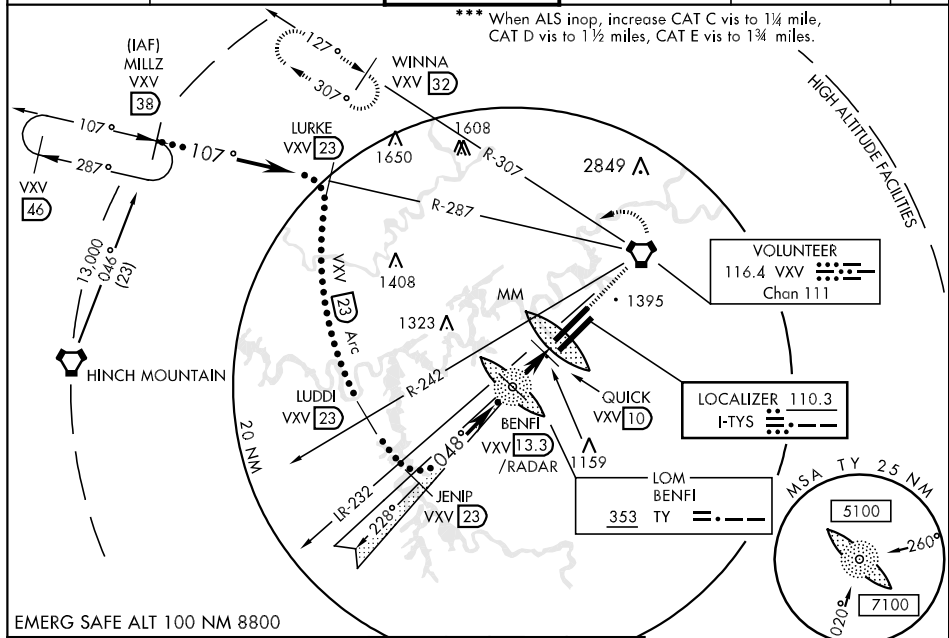 *** When ALS inop, increase CAT C vis to 1¼ mile,
CAT D vis to 1½ miles, CAT E vis to 1¾ miles.
(IAF)
MILLZ
VXV
38
127°
307°
WINNA
VXV 32
HIGH ALTITUDE FACILITIES
107°
287°
VXV
46
107°
LURKE
VXV 23
1650
1608
R-307
2849
R-287
13,000
046°
(23)
HINCH MOUNTAIN
VXV
23
Arc
1408
1323
MM
1395
VOLUNTEER
116.4 VXV
Chan 111
R-242
LUDDI
VXV 23
20 NM
BENFI
VXV 13.3
/RADAR
QUICK
VXV 10
1159
LOCALIZER 110.3
I-TYS
LR-232
048°
228°
JENIP
VXV 23
LOM
BENFI
353 TY
MSA TY 25 NM
5100
260°
7100
020°
EMERG SAFE ALT 100 NM 8800